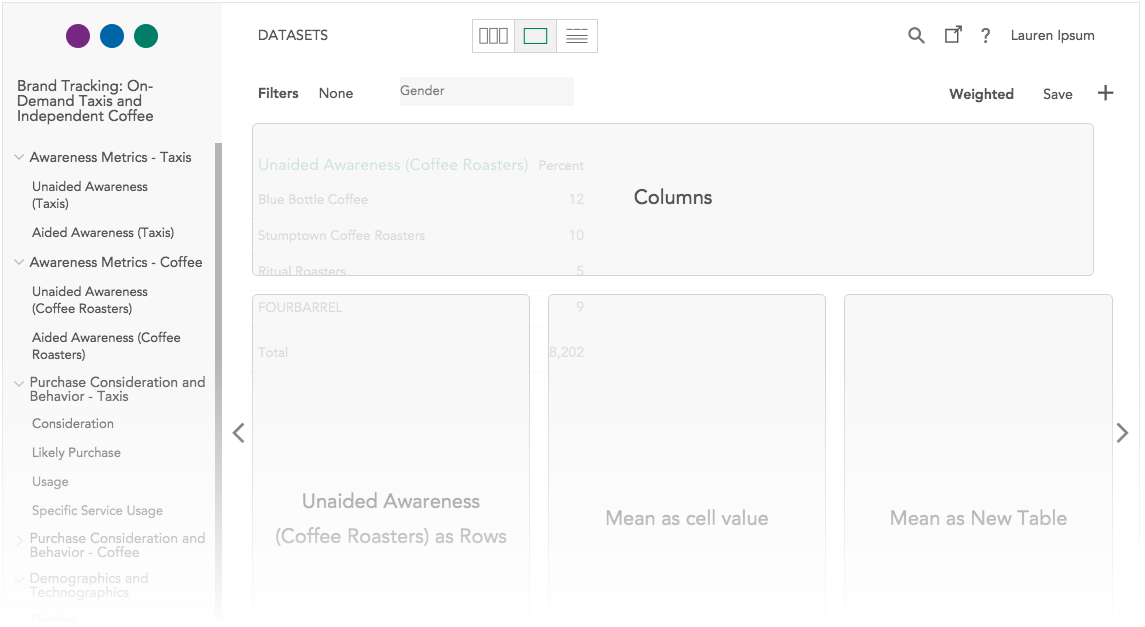 DATASETS
? Lauren Ipsum
Brand Tracking: On-
Demand Taxis and
Independent Coffee
Awareness Metrics - Taxis
Unaided Awareness
(Taxis)
Aided Awareness (Taxis)
Awareness Metrics - Coffee
Unaided Awareness
(Coffee Roasters)
Aided Awareness (Coffee
Roasters)
Purchase Consideration and
Behavior - Taxis
Consideration
Likely Purchase
Usage
Specific Service Usage
Purchase Consideration and
Behavior - Coffee
Demographics and
Technographics
Gender
Filters None Gender
Weighted Save
Unaided Awareness (Coffee Roasters) Percent
Blue Bottle Coffee 12
Stumptown Coffee Roasters 10
Ritual Roasters 5
FOURBARREL 9
Total 8,202
Columns
Unaided Awareness
(Coffee Roasters) as Rows
Mean as cell value
Mean as New Table